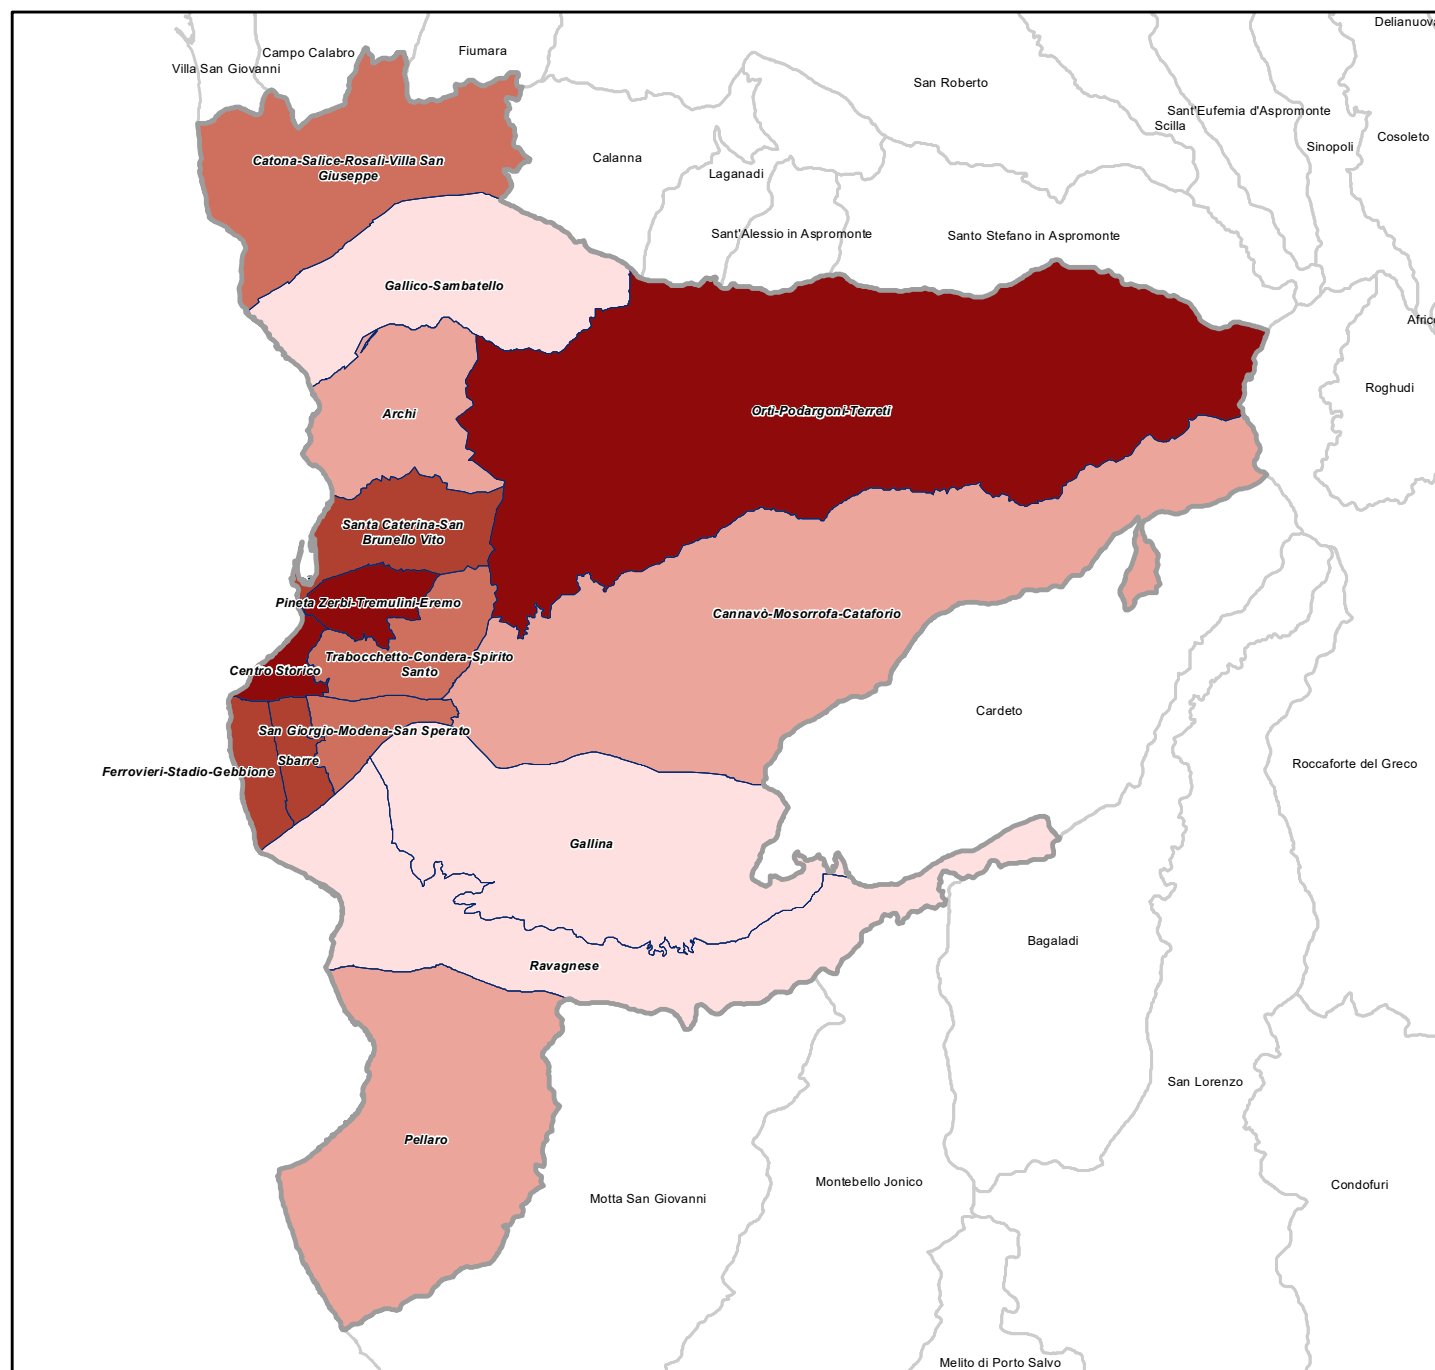 Delianuova
Campo Calabro
Fiumara
Villa San Giovanni
San Roberto
Sant'Eufemia d'Aspromonte
Scilla
Cosoleto
Sinopoli
Catona-Salice-Rosali-Villa San
Giuseppe
Calanna
Laganadi
Sant'Alessio in Aspromonte
Santo Stefano in Aspromonte
Gallico-Sambatello
Africo
Roghudi
Archi
Orti-Podargoni-Terreti
Santa Caterina-San
Brunello Vito
Pineta Zerbi-Tremulini-Eremo
Cannavò-Mosorrofa-Cataforio
Trabocchetto-Condera-Spirito
Santo
Centro Storico
Cardeto
San Giorgio-Modena-San Sperato
Sbarre
Ferrovieri-Stadio-Gebbione
Roccaforte del Greco
Gallina
Bagaladi
Ravagnese
San Lorenzo
Pellaro
Montebello Jonico
Condofuri
Motta San Giovanni
Melito di Porto Salvo